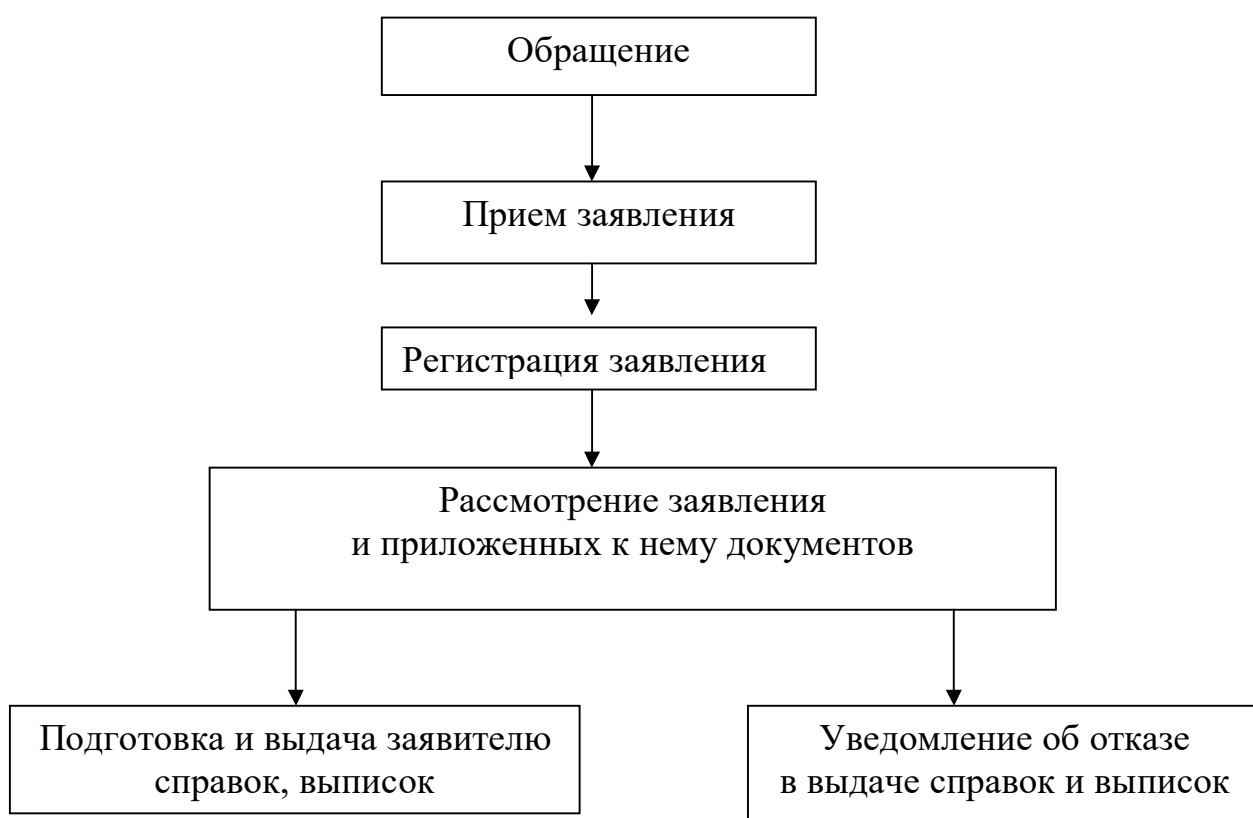 Обращение
Прием заявления
Регистрация заявления
Рассмотрение заявления
и приложенных к нему документов
Подготовка и выдача заявителю
справок, выписок
Уведомление об отказе
в выдаче справок и выписок